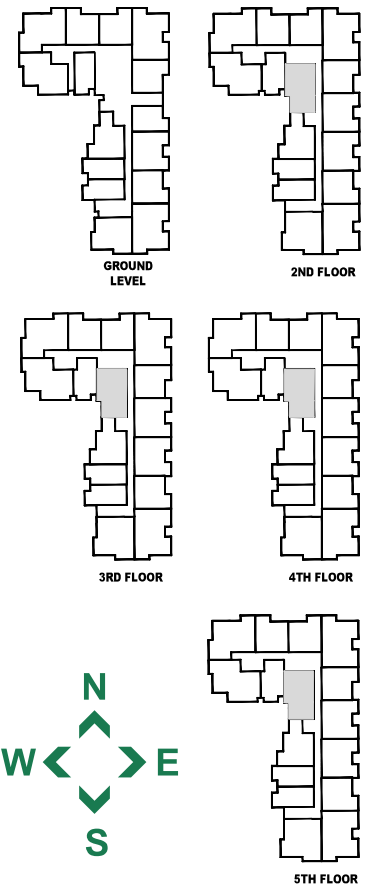 GROUND
LEVEL
2ND FLOOR
3RD FLOOR
4TH FLOOR
N
W
E
S
5TH FLOOR